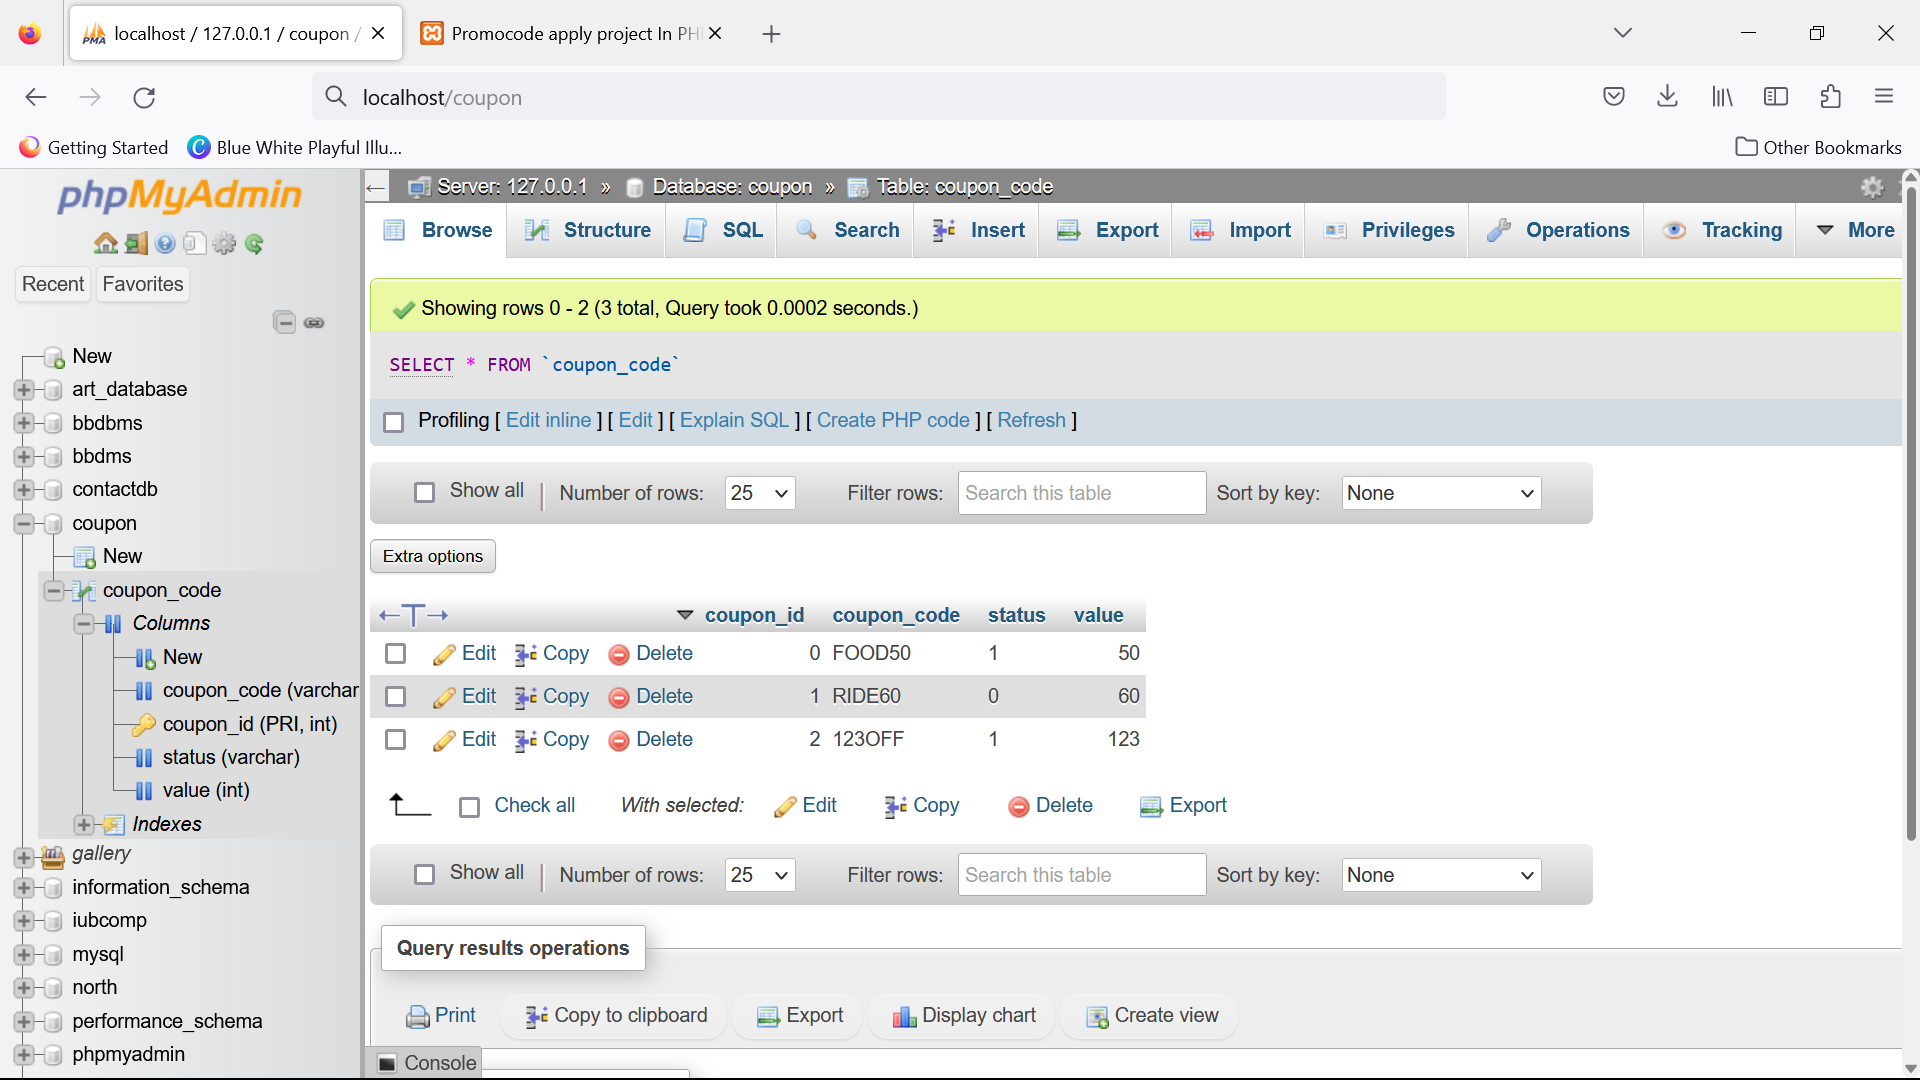 localhost / 127.0.0.1 / coupon /
Promocode apply project In PH
localhost/coupon
Getting Started
Blue White Playful Illu...
Other Bookmarks
phpMyAdmin
Recent
Favorites
New
art_database
bbdbms
bbdms
contactdb
coupon
New
coupon_code
Columns
New
coupon_code (varchar
coupon_id (PRI, int)
status (varchar)
value (int)
Indexes
gallery
information_schema
iubcomp
mysql
north
performance_schema
phpmyadmin
Server: 127.0.0.1 » Database: coupon » Table: coupon_code
Browse Structure SQL Search Insert Export Import Privileges Operations Tracking More
Showing rows 0 - 2 (3 total, Query took 0.0002 seconds.)
SELECT * FROM `coupon_code`
Profiling [ Edit inline ] [ Edit ] [ Explain SQL ] [ Create PHP code ] [ Refresh ]
Show all | Number of rows: 25 Filter rows: Search this table Sort by key: None
Extra options
coupon_id coupon_code status value
Edit Copy Delete 0 FOOD50 1 50
Edit Copy Delete 1 RIDE60 0 60
Edit Copy Delete 2 123OFF 1 123
Check all With selected: Edit Copy Delete Export
Show all | Number of rows: 25 Filter rows: Search this table Sort by key: None
Query results operations
Print Copy to clipboard Export Display chart Create view
Console